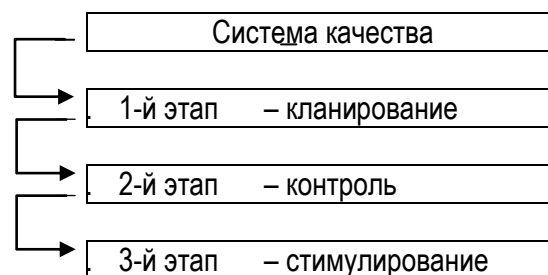 Система качества
1-й этап – кланирование
2-й этап – контроль
3-й этап – стимулирование